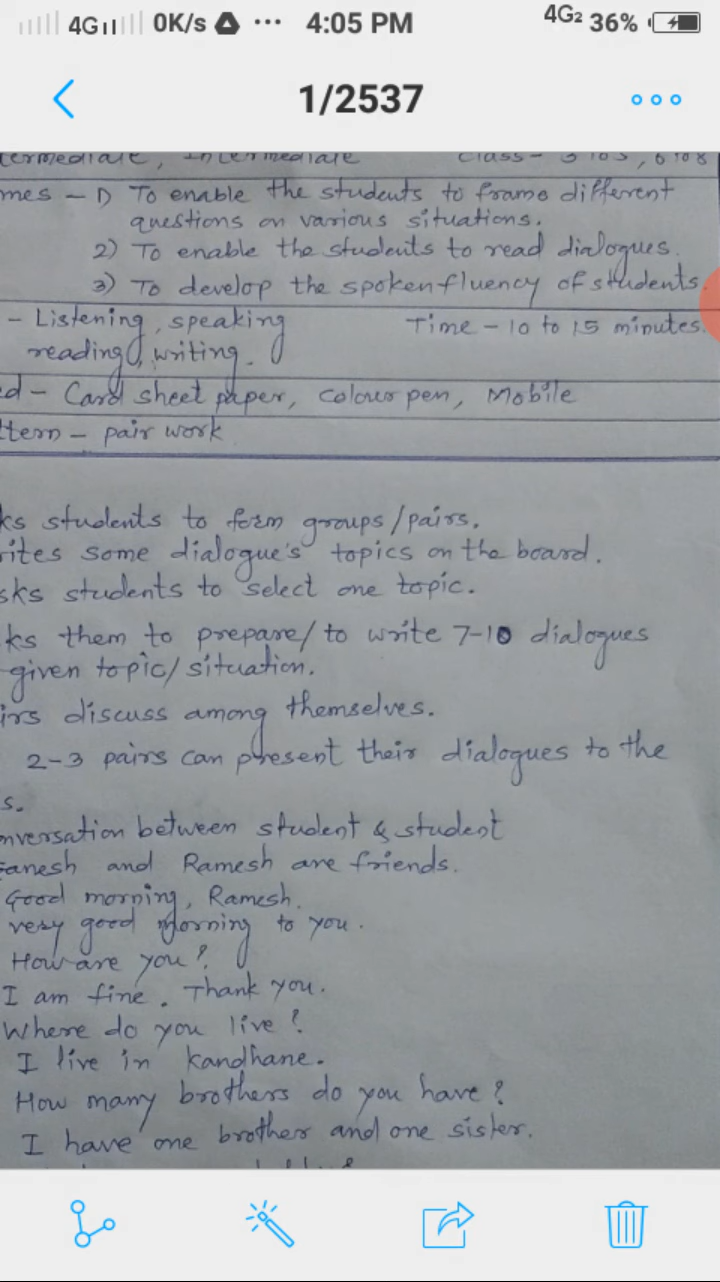 4G 0K/s ... 4:05 PM 4G2 36%
1/2537
termediate, Intermediate class-
mes - 1) To enable the students to frame different
questions on various situations.
2) To enable the students to read dialogues.
3) To develop the spoken fluency of students.
- Listening, speaking Time - 10 to 15 minutes.
reading, writing.
ed - Card sheet paper, colour pen, Mobile
ttern - pair work
ks students to form groups/pairs.
rites some dialogue's topics on the board.
sks students to select one topic.
ks them to prepare/to write 7-10 dialogues
given topic/situation.
irs discuss among themselves.
2-3 pairs can present their dialogues to the
s.
nversation between student & student
anesh and Ramesh are friends.
Good morning, Ramesh.
very good morning to you.
How are you?
I am fine. Thank you.
Where do you live?
I live in kandhane.
How many brothers do you have?
I have one brother and one sister.